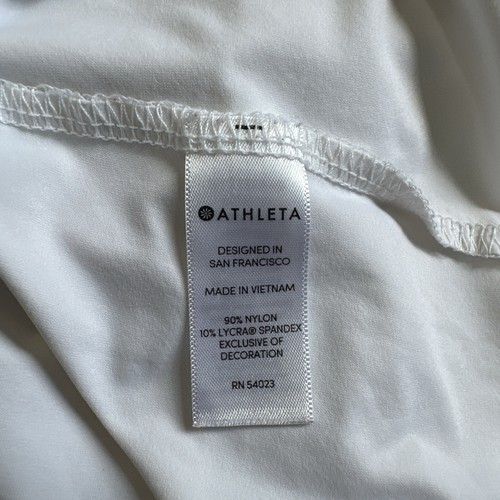 ATHLETA
DESIGNED IN
SAN FRANCISCO
MADE IN VIETNAM
90% NYLON
10% LYCRA® SPANDEX
EXCLUSIVE OF
DECORATION
RN 54023